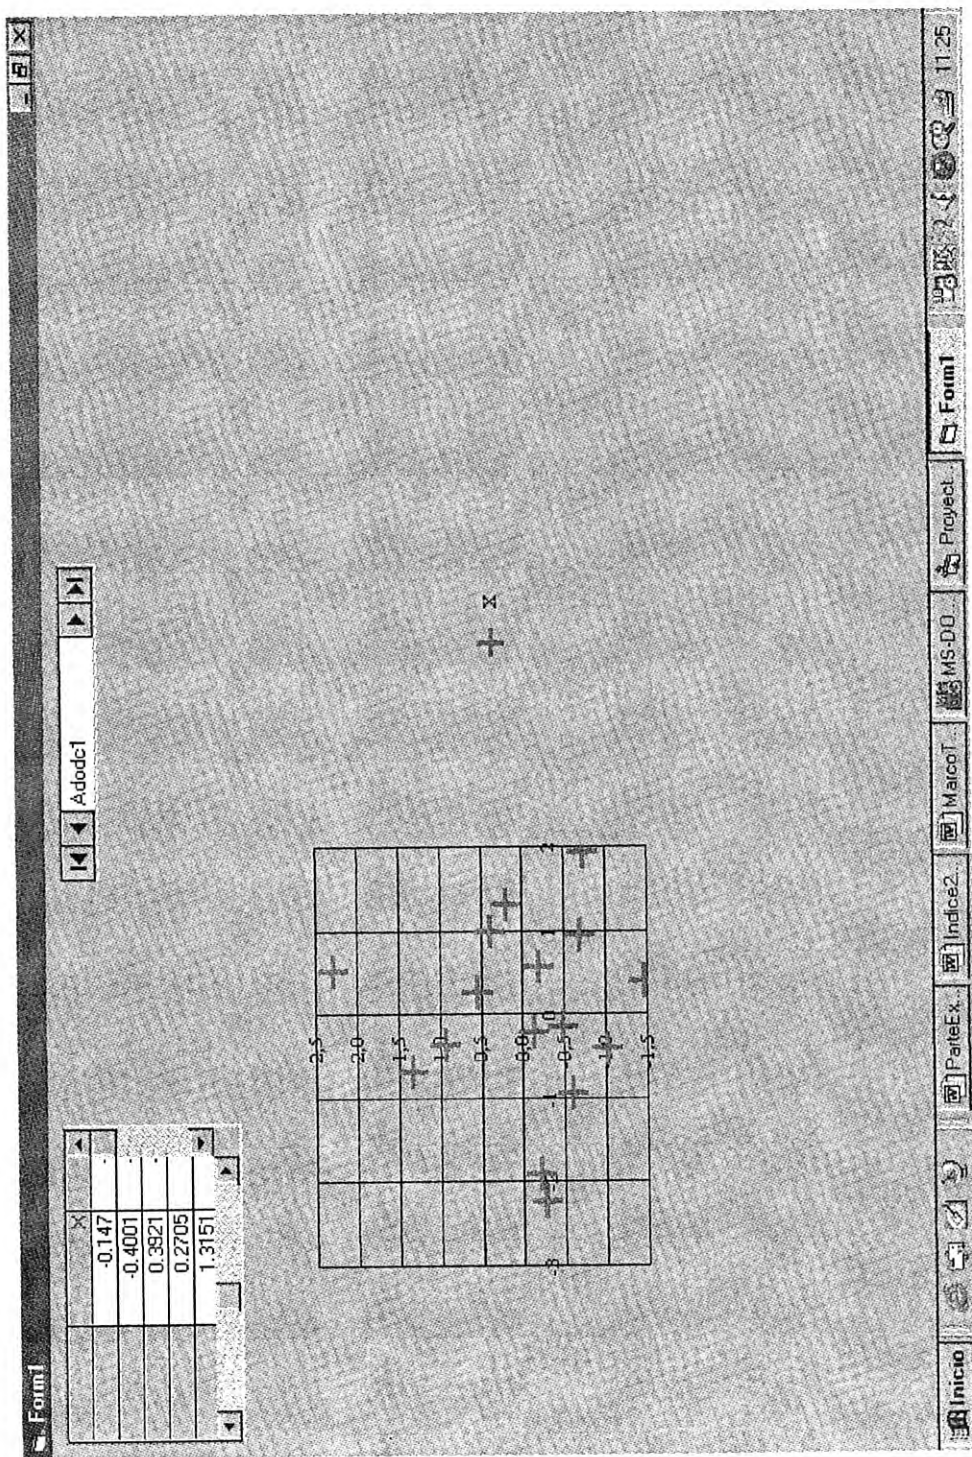 Form1
X
-0.147 -
-0.4001 -
0.3921 -
0.2705
1.3151
Adodc1
2,5
2,0
1,5
1,0
0,5
0,0
-0,5
-1,0
-1,5
-3 -2 -1 0 1 2
x
Inicio ParteEx... Indice2... MarcoT... MS-DO... Proyect... Form1 11:25